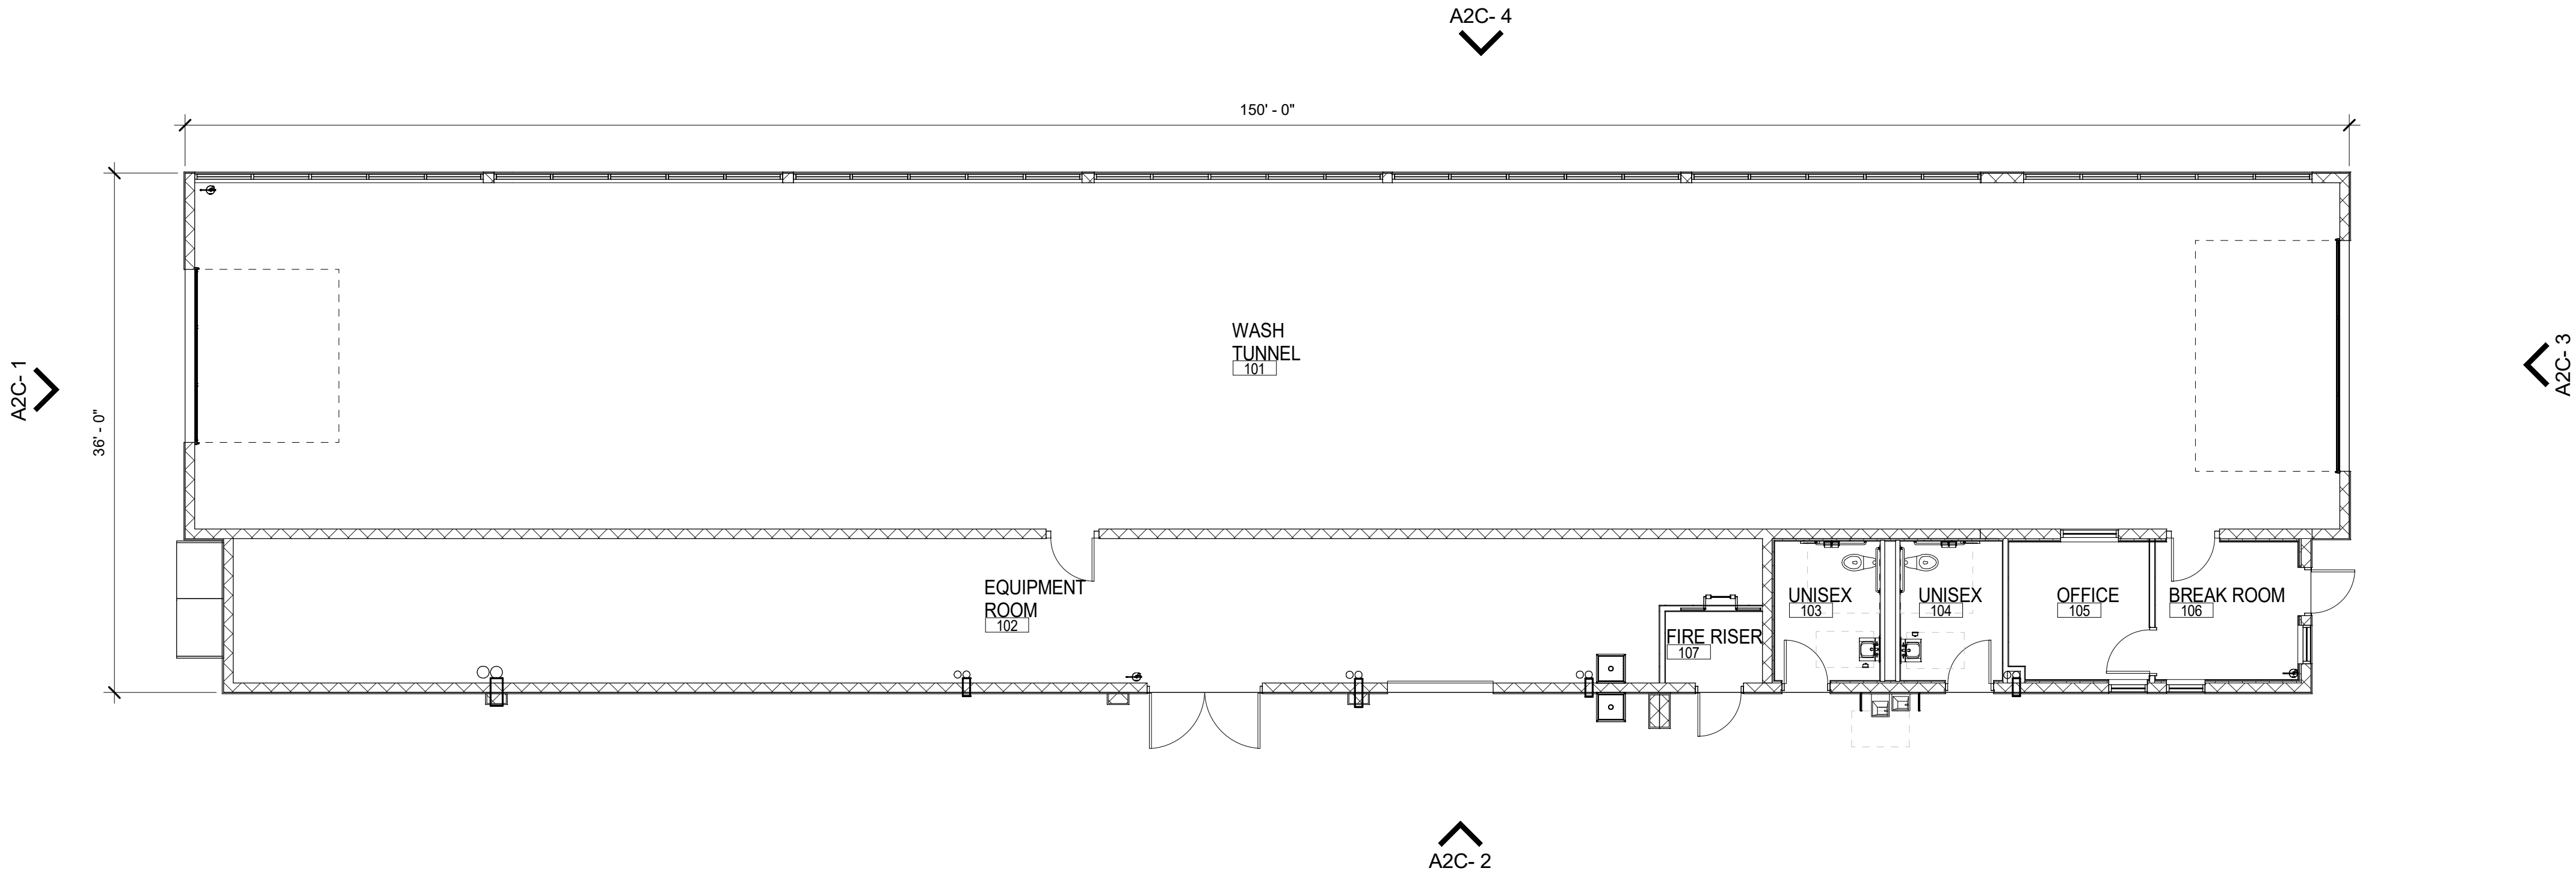 A2C- 4
150' - 0"
A2C- 1
36' - 0"
WASH
TUNNEL
101
A2C- 3
EQUIPMENT
ROOM
102
FIRE RISER
107
UNISEX
103
UNISEX
104
OFFICE
105
BREAK ROOM
106
A2C- 2